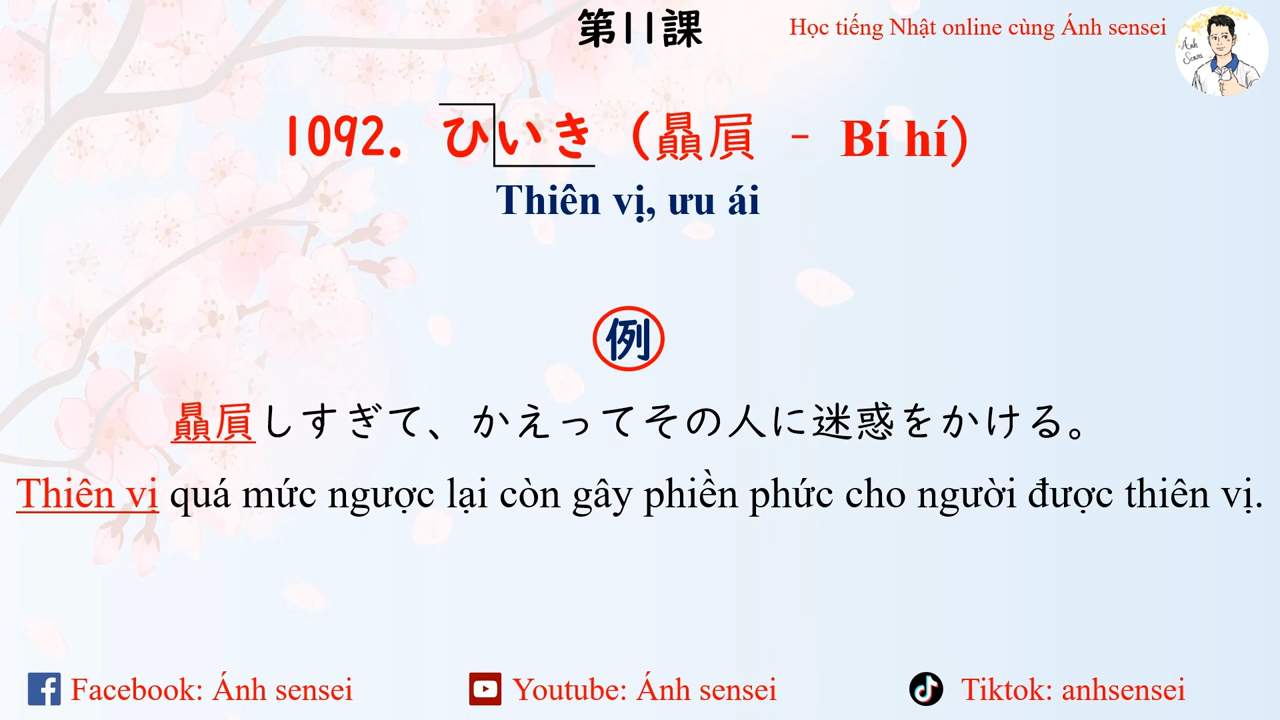 第11課
Học tiếng Nhật online cùng Ánh sensei
Ánh Sensei
1092. ひいき (贔屓 - Bí hí)
Thiên vị, ưu ái
例
贔屓しすぎて、かえってその人に迷惑をかける。
Thiên vị quá mức ngược lại còn gây phiền phức cho người được thiên vị.
Facebook: Ánh sensei
Youtube: Ánh sensei
Tiktok: anhsensei